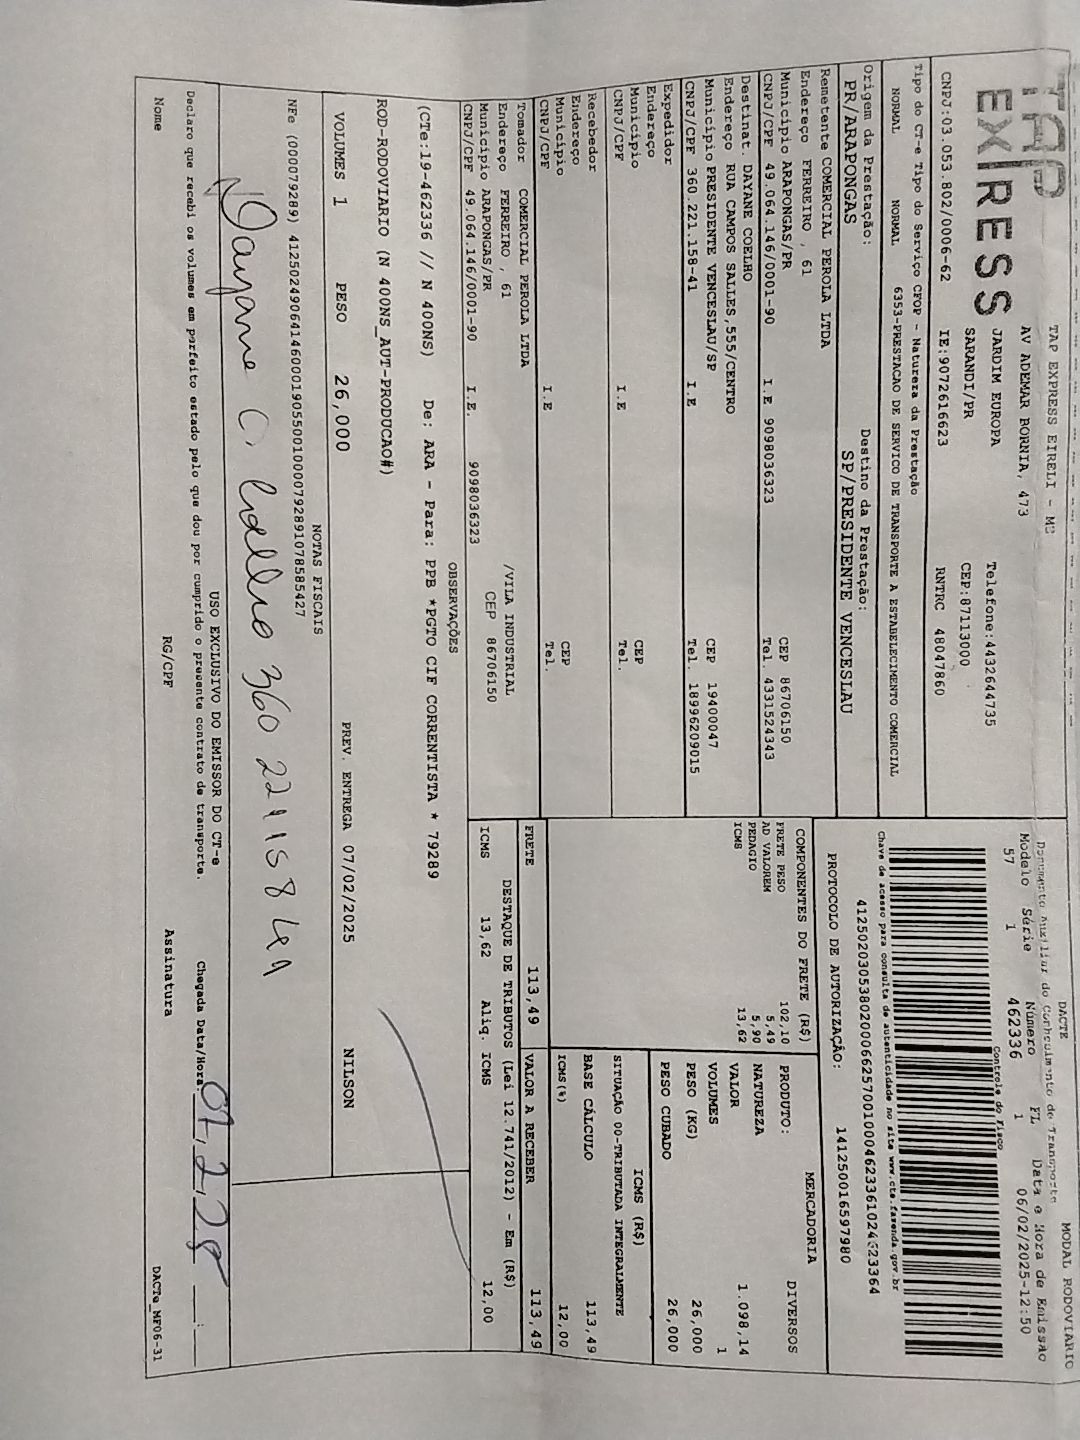 TAP
EXPRESS
TAP EXPRESS EIRELI - ME
AV ADEMAR BORNIA, 473
JARDIM EUROPA
SARANDI/PR
Telefone:4432644735
CEP:87113000
CNPJ:03.053.802/0006-62 IE:9072616623 RNTRC 48047860
DACTE MODAL RODOVIARIO
Documento Auxiliar do Conhecimento de Transporte
Modelo Série Número FL Data e Hora de Emissão
57 1 462336 1 06/02/2025-12:50
Controle do Fisco
Chave de acesso para consulta de autenticidade no site www.cte.fazenda.gov.br
PROTOCOLO DE AUTORIZAÇÃO: 141250016597980
Tipo do CT-e Tipo do Serviço CFOP - Natureza da Prestação
NORMAL NORMAL 6353-PRESTACAO DE SERVICO DE TRANSPORTE A ESTABELECIMENTO COMERCIAL
Origem da Prestação: Destino da Prestação:
PR/ARAPONGAS SP/PRESIDENTE VENCESLAU
Remetente COMERCIAL PEROLA LTDA
Endereço FERREIRO , 61
Município ARAPONGAS/PR CEP 86706150
CNPJ/CPF 49.064.146/0001-90 I.E 9098036323 Tel. 4331524343
Destinat. DAYANE COELHO
Endereço RUA CAMPOS SALLES,555/CENTRO
Município PRESIDENTE VENCESLAU/SP CEP 19400047
CNPJ/CPF 360.221.158-41 I.E Tel. 18996209015
Expedidor
Endereço
Município CEP
CNPJ/CPF I.E Tel.
Recebedor
Endereço
Município CEP
CNPJ/CPF I.E Tel.
Tomador COMERCIAL PEROLA LTDA
Endereço FERREIRO , 61 /VILA INDUSTRIAL
Município ARAPONGAS/PR CEP 86706150
CNPJ/CPF 49.064.146/0001-90 I.E. 9098036323
COMPONENTES DO FRETE (R$)
FRETE PESO 102,10
AD VALOREM 5,49
PEDAGIO 5,90
ICMS 13,62
MERCADORIA
PRODUTO: DIVERSOS
NATUREZA
VALOR 1.098,14
VOLUMES 1
PESO (KG) 26,000
PESO CUBADO 26,000
ICMS (R$)
SITUAÇÃO 00-TRIBUTADA INTEGRALMENTE
BASE CÁLCULO 113,49
ICMS(%) 12,00
FRETE 113,49 VALOR A RECEBER 113,49
DESTAQUE DE TRIBUTOS (Lei 12.741/2012) - Em (R$)
ICMS 13,62 Aliq. ICMS 12,00
OBSERVAÇÕES
(CTe:19-462336 // N 400NS) De: ARA - Para: PPB *PGTO CIF CORRENTISTA * 79289
ROD-RODOVIARIO (N 400NS_AUT-PRODUCAO#)
VOLUMES 1 PESO 26,000 PREV. ENTREGA 07/02/2025 NILSON
NOTAS FISCAIS
NFe (000079289) 41250249064146000190550010000792891078585427
Dayane C. Coelho 360 221158 41
USO EXCLUSIVO DO EMISSOR DO CT-e
Declaro que recebi os volumes em perfeito estado pelo que dou por cumprido o presente contrato de transporte.
Chegada Data/Hora: 07,2,25
Nome RG/CPF Assinatura DACTe_MF06-31